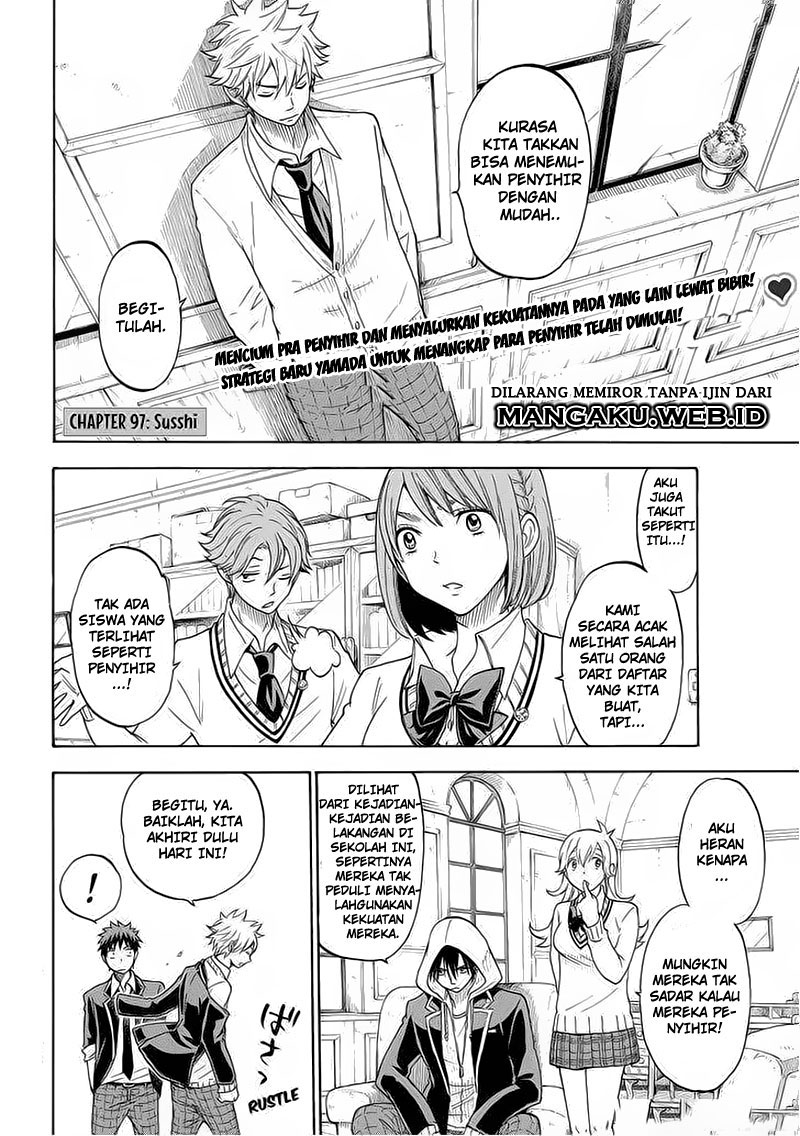 KURASA
KITA TAKKAN
BISA MENEMU-
KAN PENYIHIR
DENGAN
MUDAH..
BEGI-
TULAH.
MENCIUM PRA PENYIHIR DAN MENYALURKAN KEKUATANNYA PADA YANG LAIN LEWAT BIBIR!
STRATEGI BARU YAMADA UNTUK MENANGKAP PARA PENYIHIR TELAH DIMULAI!
DILARANG MEMIROR TANPA IJIN DARI
MANGAKU.WEB.ID
CHAPTER 97: Susshi
AKU
JUGA
TAKUT
SEPERTI
ITU...!
KAMI
SECARA ACAK
MELIHAT SALAH
SATU ORANG
DARI DAFTAR
YANG KITA
BUAT,
TAPI...
TAK ADA
SISWA YANG
TERLIHAT
SEPERTI
PENYIHIR
...!
AKU
HERAN
KENAPA
...
MUNGKIN
MEREKA TAK
SADAR KALAU
MEREKA PE-
NYIHIR!
DILIHAT
DARI KEJADIAN-
KEJADIAN BE-
LAKANGAN DI
SEKOLAH INI,
SEPERTINYA
MEREKA TAK
PEDULI MENYA-
LAHGUNAKAN
KEKUATAN
MEREKA.
BEGITU, YA.
BAIKLAH, KITA
AKHIRI DULU
HARI INI!
!
ばさっ
RUSTLE